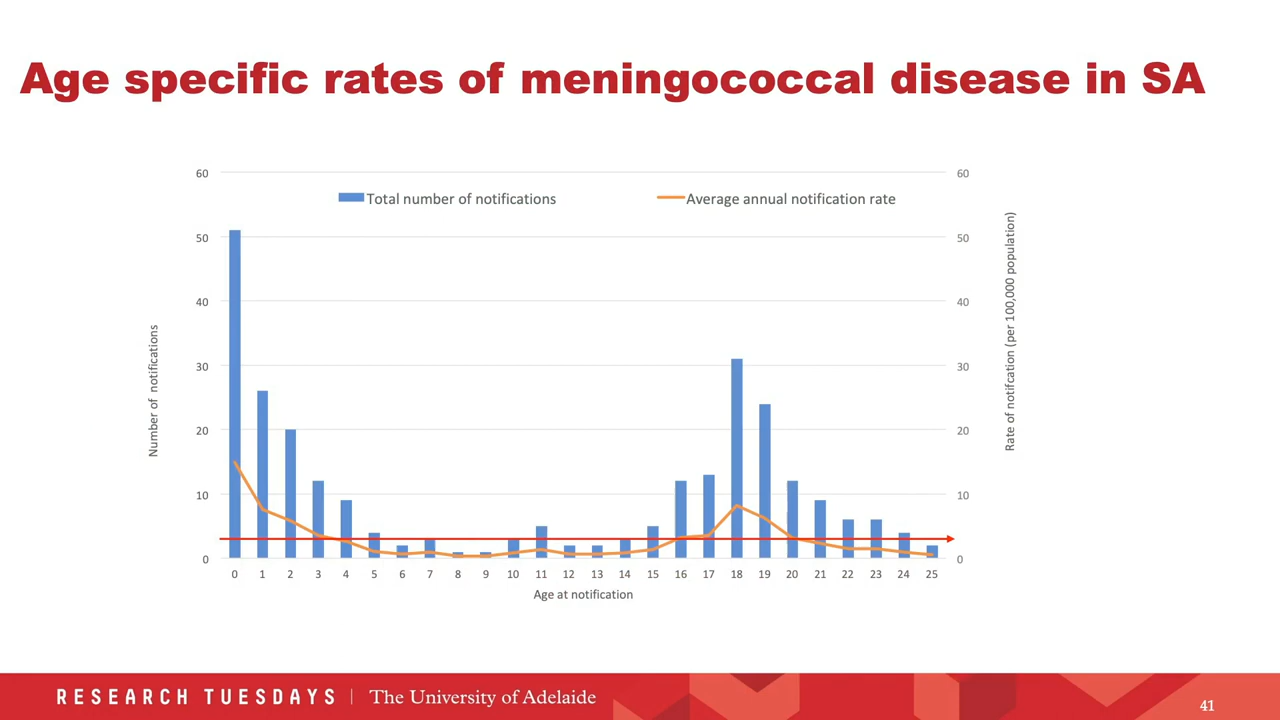 Age specific rates of meningococcal disease in SA
Total number of notifications
Average annual notification rate
60
50
40
30
20
10
0
60
50
40
30
20
10
0
Number of notifications
Rate of notifcation (per 100,000 population)
0 1 2 3 4 5 6 7 8 9 10 11 12 13 14 15 16 17 18 19 20 21 22 23 24 25
Age at notification
RESEARCH TUESDAYS | The University of Adelaide
41